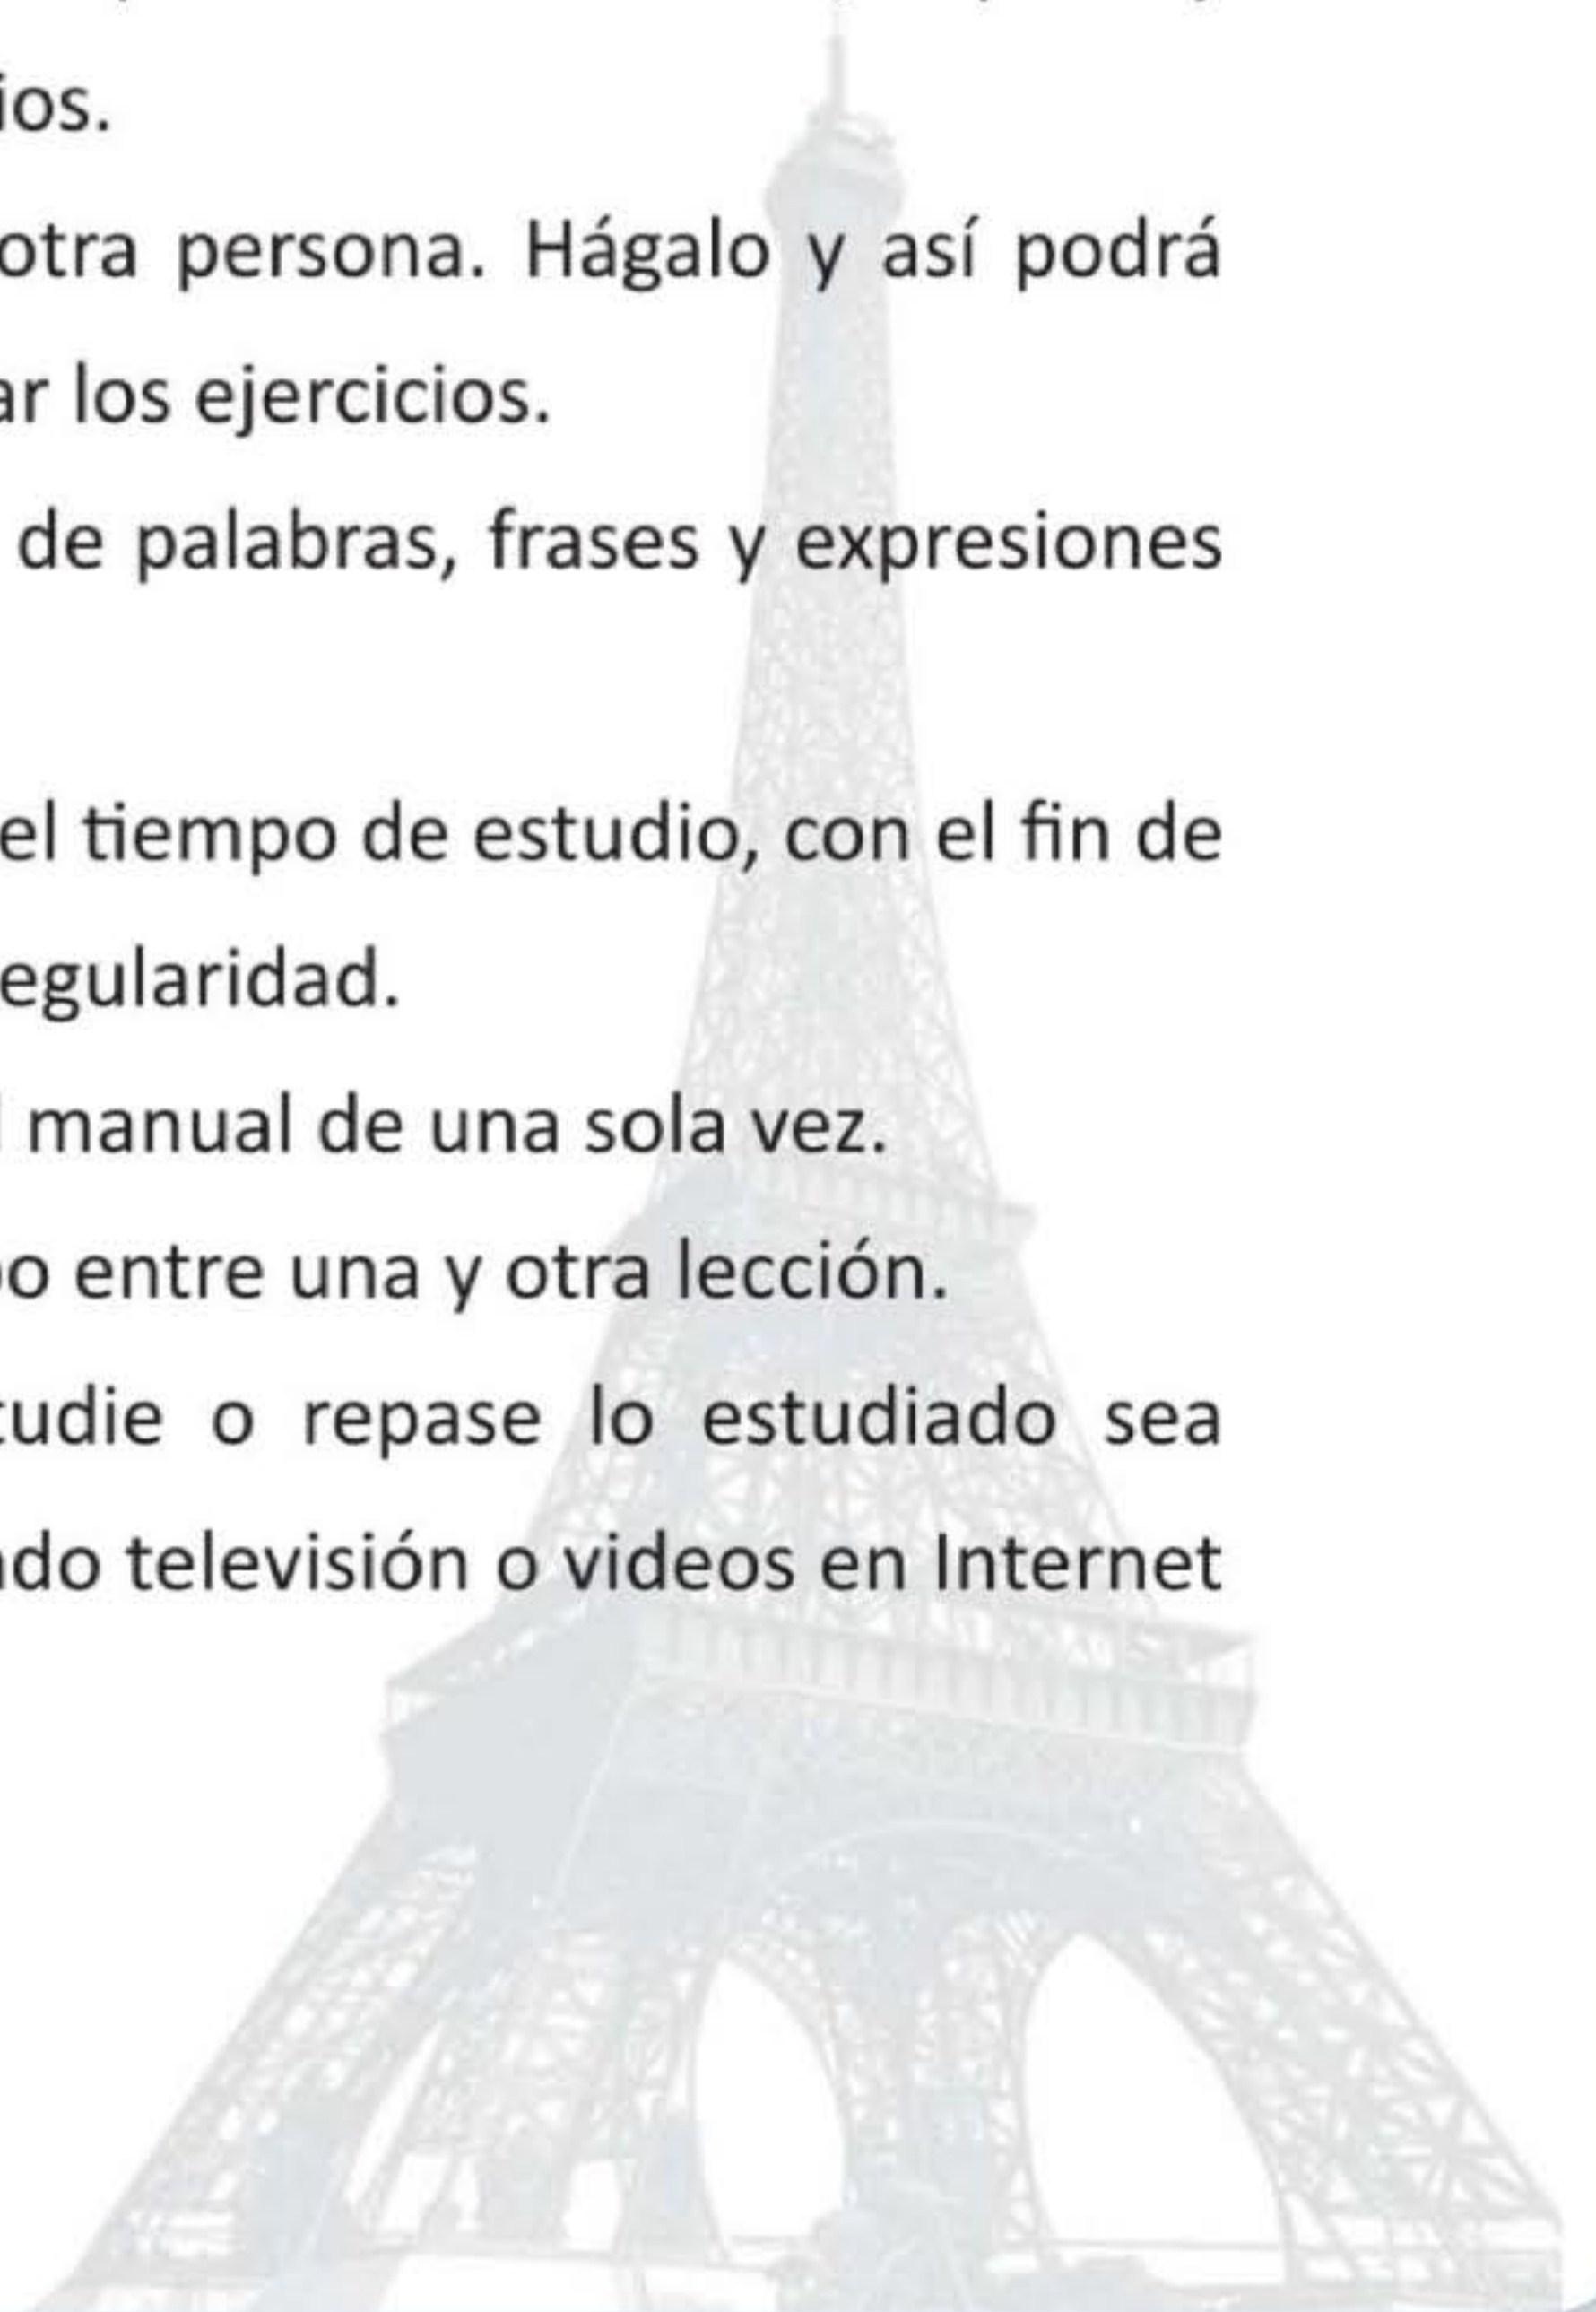 ios.
otra persona. Hágalo y así podrá
ar los ejercicios.
de palabras, frases y expresiones
el tiempo de estudio, con el fin de
egularidad.
manual de una sola vez.
o entre una y otra lección.
tudie o repase lo estudiado sea
ndo televisión o videos en Internet